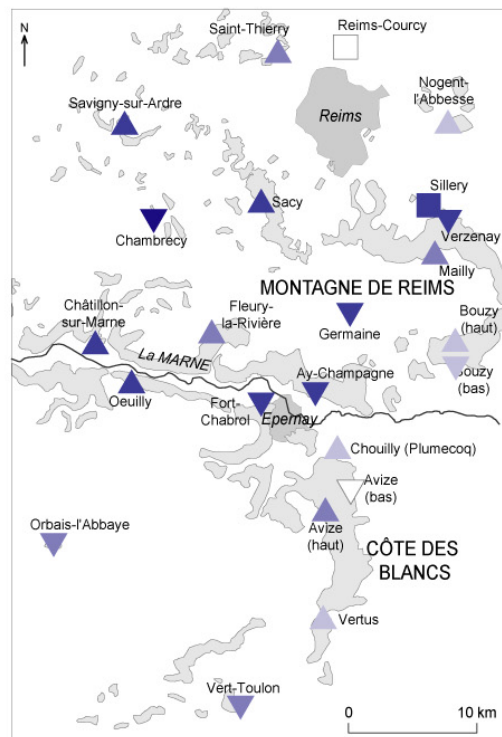 Saint-Thierry
Reims-Courcy
N
Nogent-
l'Abbesse
Savigny-sur-Ardre
Reims
Sillery
Sacy
Chambrecy
Verzenay
Mailly
MONTAGNE DE REIMS
Châtillon-
sur-Marne
Fleury-
la-Rivière
Germaine
Bouzy
(haut)
La MARNE
Ay-Champagne
Bouzy
(bas)
Oeuilly
Fort-
Chabrol
Epernay
Chouilly (Plumecoq)
Avize
(bas)
Orbais-l'Abbaye
Avize
(haut)
CÔTE DES
BLANCS
Vertus
Vert-Toulon
0
10 km